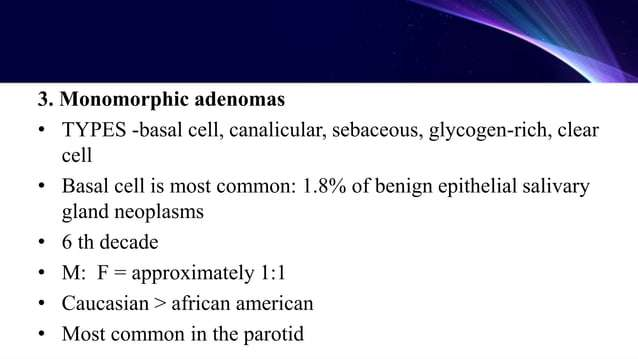 3. Monomorphic adenomas
• TYPES -basal cell, canalicular, sebaceous, glycogen-rich, clear
cell
• Basal cell is most common: 1.8% of benign epithelial salivary
gland neoplasms
• 6 th decade
• M: F = approximately 1:1
• Caucasian > african american
• Most common in the parotid